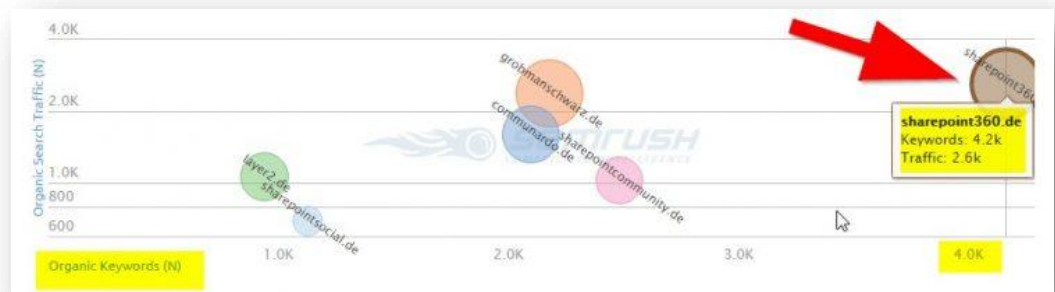 4.0K
Organic Search Traffic (N)
2.0K
1.0K
800
600
grobmanschwarz.de
communardo.de
sharepointcommunity.de
layer2.de
sharepointsocial.de
sharepoint360
sharepoint360.de
Keywords: 4.2k
Traffic: 2.6k
1.0K
2.0K
3.0K
4.0K
Organic Keywords (N)